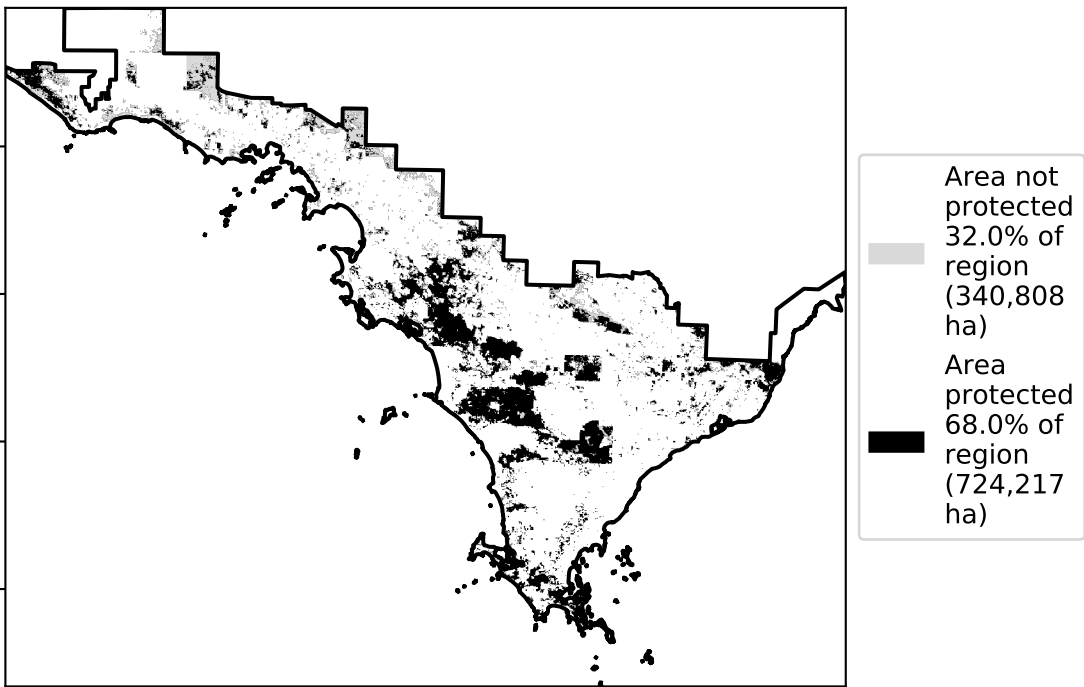 Area not
protected
32.0% of
region
(340,808
ha)
Area
protected
68.0% of
region
(724,217
ha)